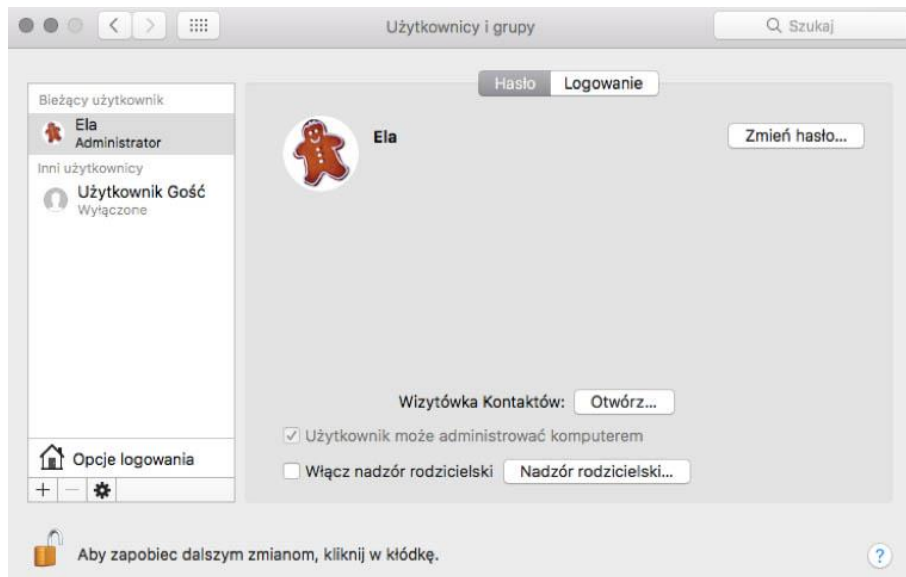 Użytkownicy i grupy
Szukaj
Hasło
Logowanie
Bieżący użytkownik
Ela
Administrator
Inni użytkownicy
Użytkownik Gość
Wyłączone
Opcje logowania
Ela
Zmień hasło...
Wizytówka Kontaktów: Otwórz...
Użytkownik może administrować komputerem
Włącz nadzór rodzicielski Nadzór rodzicielski...
Aby zapobiec dalszym zmianom, kliknij w kłódkę.
?